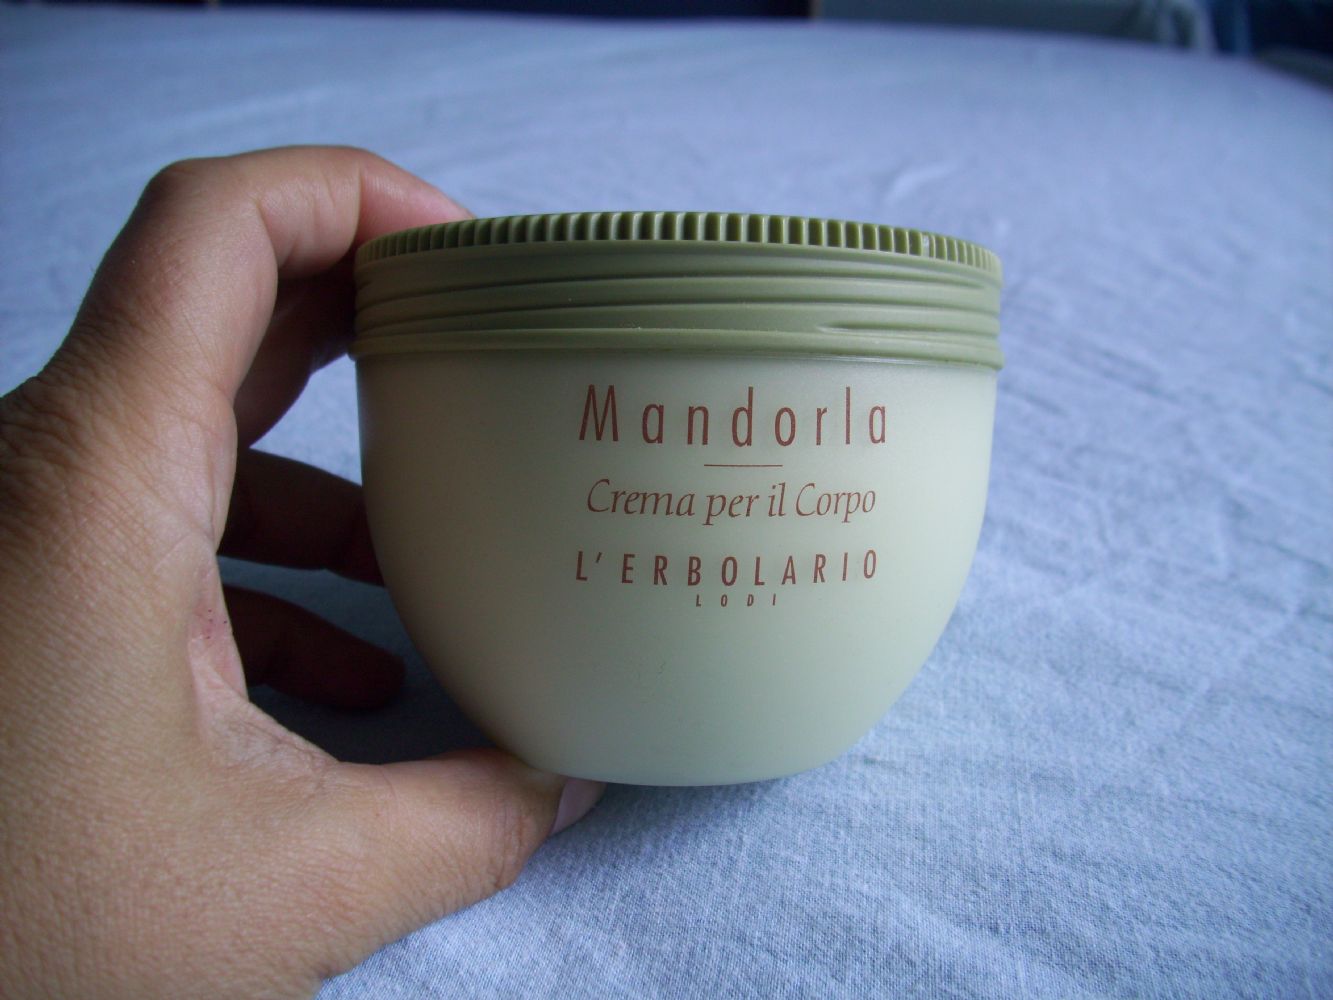 Mandorla
Crema per il Corpo
L'ERBOLARIO
LODI